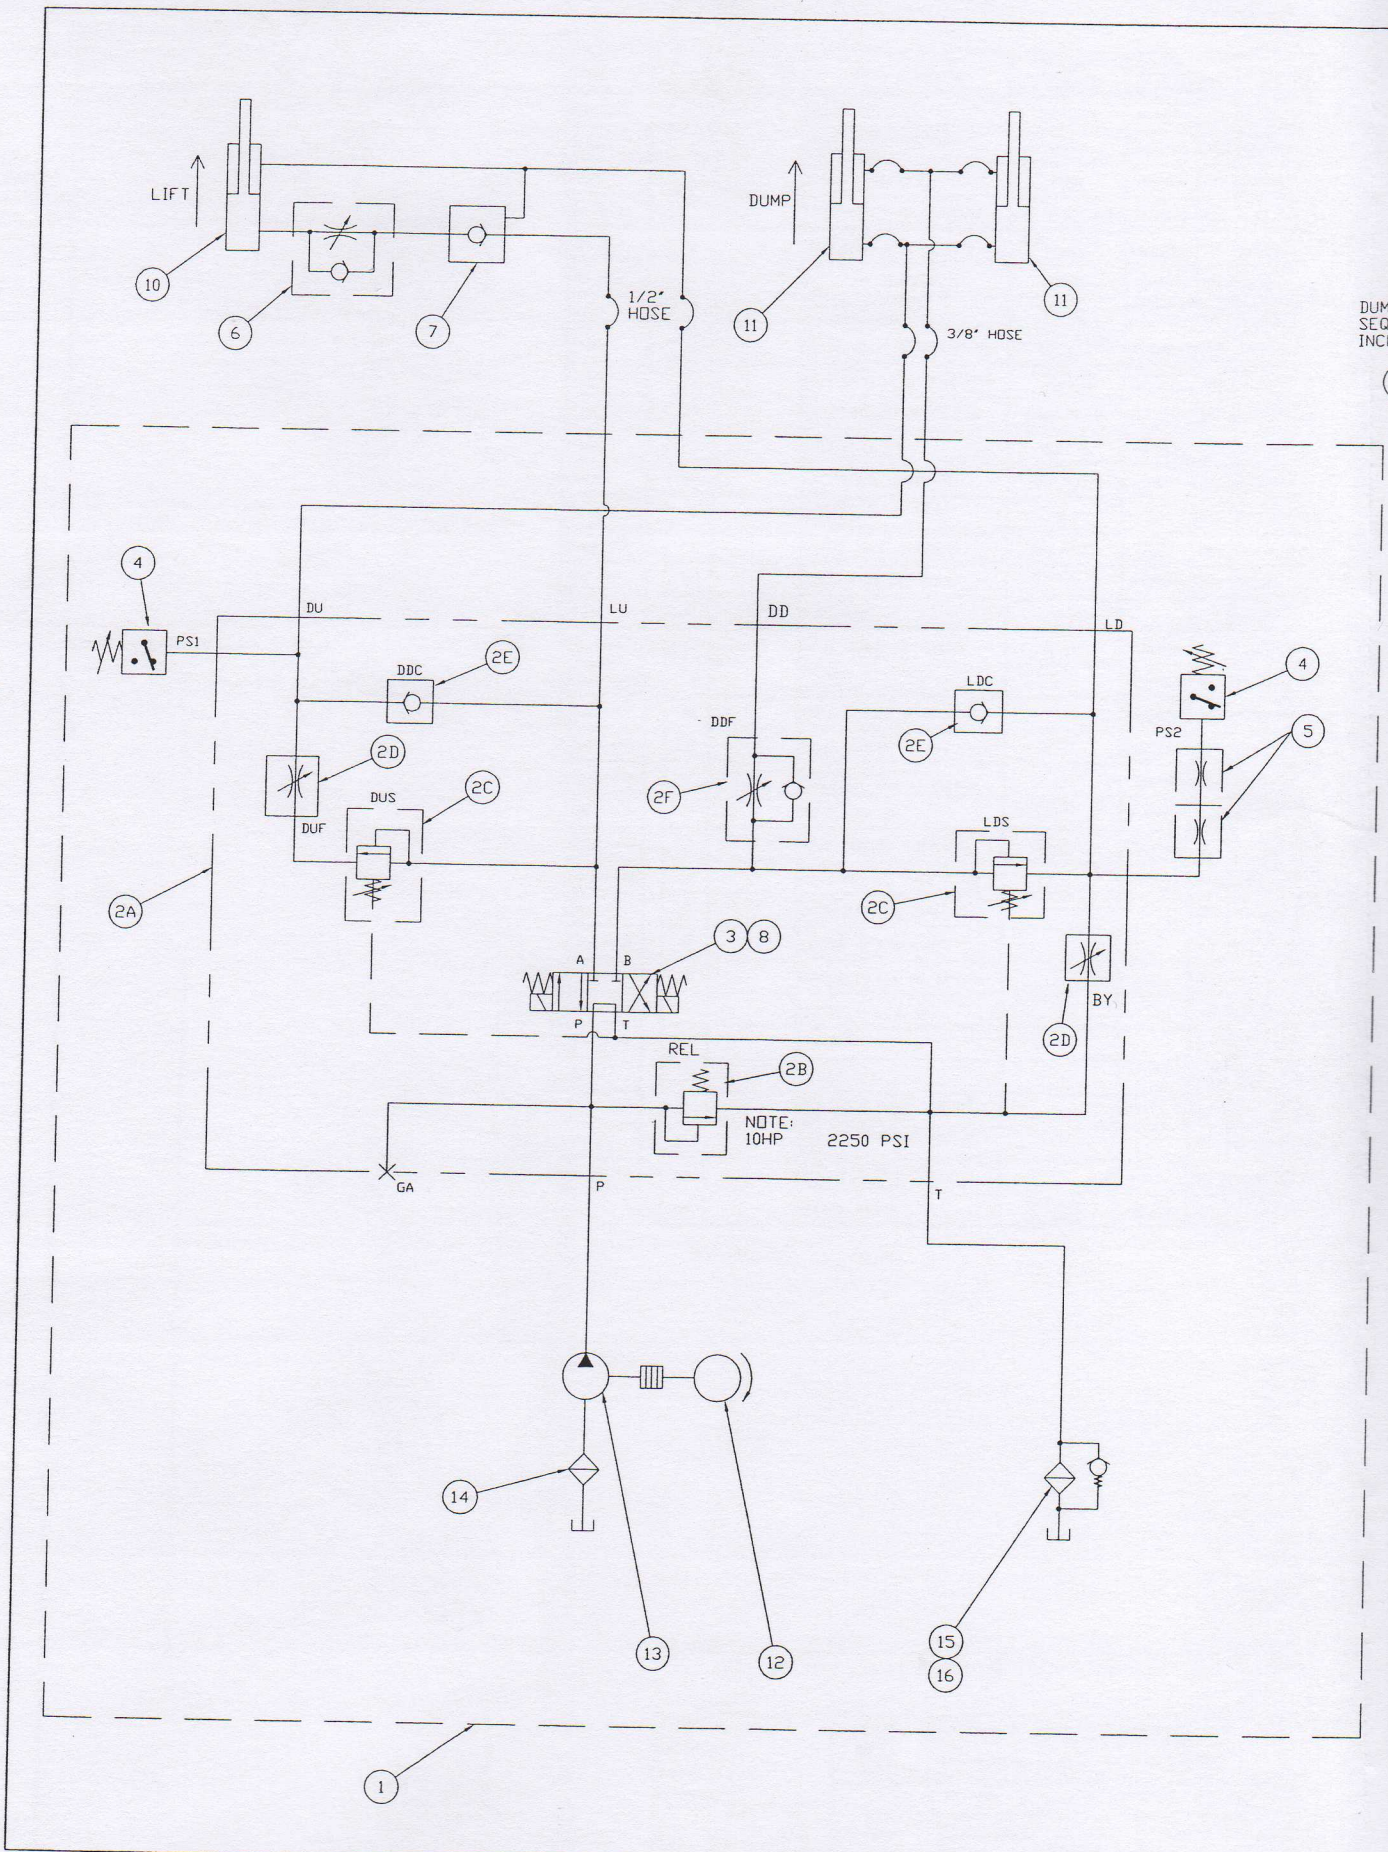 LIFT
10
6
7
1/2"
HOSE
DUMP
11
11
3/8" HOSE
DUM
SEQ
INC
4
PS1
DU
LU
DD
LD
DDC
2E
2D
DUS
2C
DUF
2A
DDF
2F
LDC
2E
LDS
2C
4
PS2
5
3
8
A
B
P
T
BY
2D
REL
2B
NOTE:
10HP 2250 PSI
GA
P
T
14
13
12
15
16
1